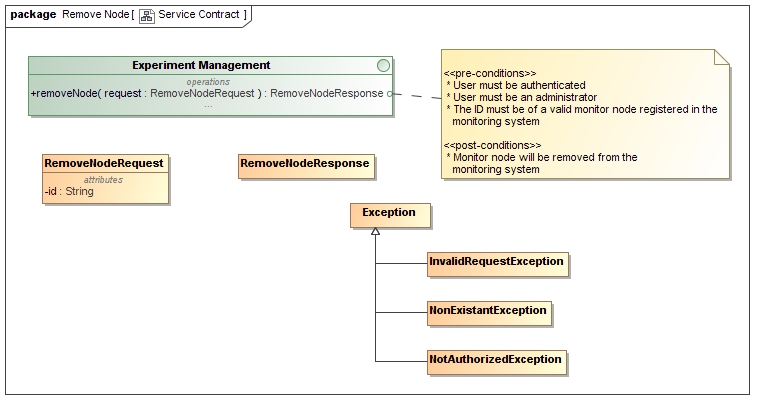 package Remove Node [ Service Contract ]
Experiment Management
operations
+removeNode( request : RemoveNodeRequest ) : RemoveNodeResponse
...
<<pre-conditions>>
* User must be authenticated
* User must be an administrator
* The ID must be of a valid monitor node registered in the
monitoring system
<<post-conditions>>
* Monitor node will be removed from the
monitoring system
RemoveNodeRequest
attributes
-id : String
RemoveNodeResponse
Exception
InvalidRequestException
NonExistantException
NotAuthorizedException